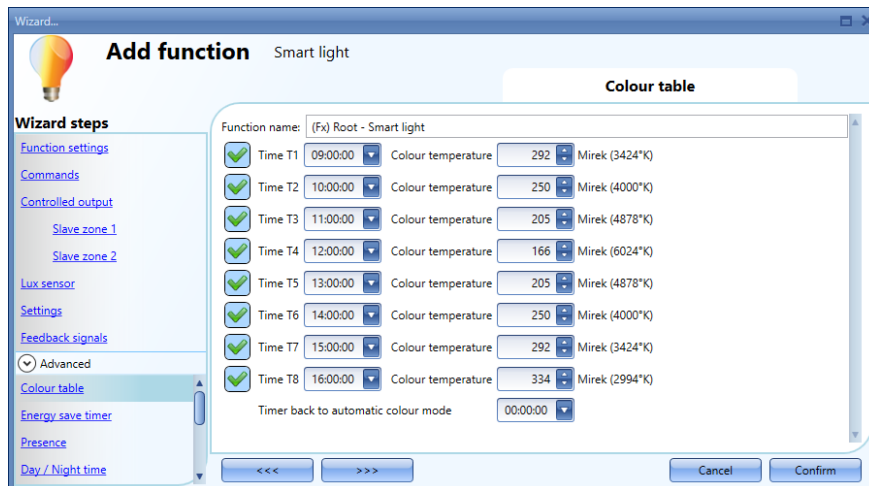 Wizard...
Add function Smart light
Colour table
Wizard steps
Function settings
Commands
Controlled output
Slave zone 1
Slave zone 2
Lux sensor
Settings
Feedback signals
Advanced
Colour table
Energy save timer
Presence
Day / Night time
Function name: (Fx) Root - Smart light
Time T1 09:00:00 Colour temperature 292 Mirek (3424°K)
Time T2 10:00:00 Colour temperature 250 Mirek (4000°K)
Time T3 11:00:00 Colour temperature 205 Mirek (4878°K)
Time T4 12:00:00 Colour temperature 166 Mirek (6024°K)
Time T5 13:00:00 Colour temperature 205 Mirek (4878°K)
Time T6 14:00:00 Colour temperature 250 Mirek (4000°K)
Time T7 15:00:00 Colour temperature 292 Mirek (3424°K)
Time T8 16:00:00 Colour temperature 334 Mirek (2994°K)
Timer back to automatic colour mode 00:00:00
<<< >>> Cancel Confirm